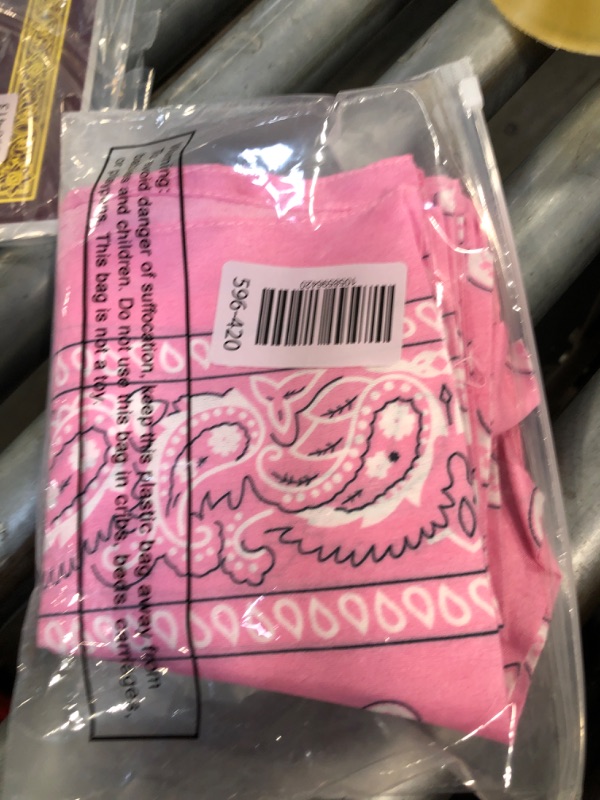 Warning:
To avoid danger of suffocation, keep this plastic bag away from
babies and children. Do not use this bag in cribs, beds, carriages,
or This bag is not a toy.
1058596420
596-420